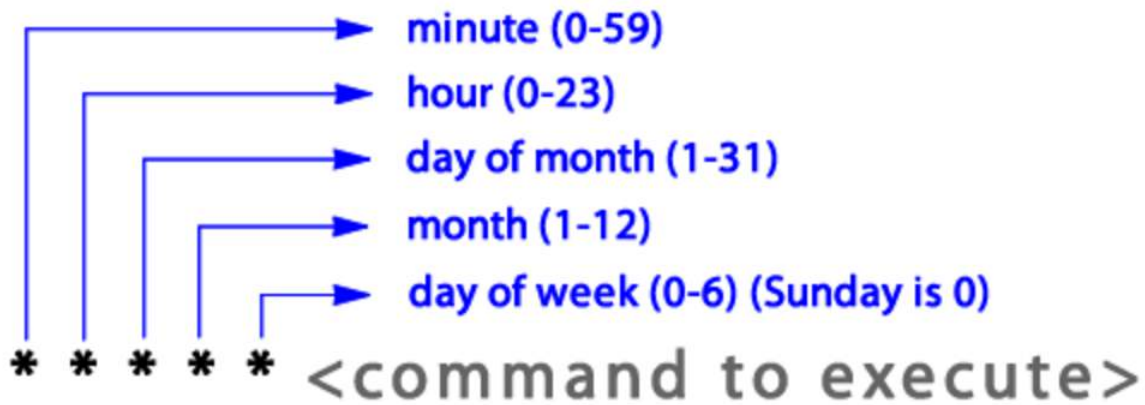 minute (0-59)
hour (0-23)
day of month (1-31)
month (1-12)
day of week (0-6) (Sunday is 0)
* * * * * <command to execute>